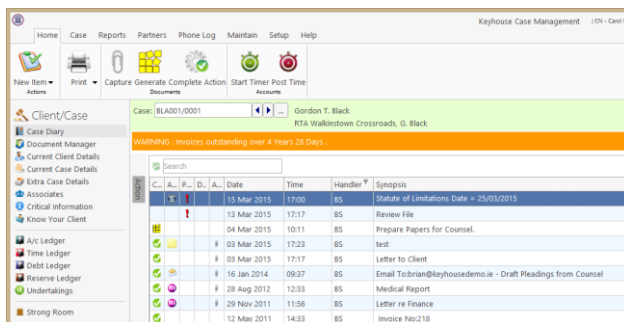 Keyhouse Case Management (CN - Carol
Home Case Reports Partners Phone Log Maintain Setup Help
New Item Print Capture Generate Complete Action Start Timer Post Time
Actions Documents Accounts
Client/Case
Case Diary
Document Manager
Current Client Details
Current Case Details
Extra Case Details
Associates
Critical Information
Know Your Client
A/c Ledger
Time Ledger
Debt Ledger
Reserve Ledger
Undertakings
Strong Room
Case: BLA001/0001 ... Gordon T. Black
RTA Walkinstown Crossroads, G. Black
WARNING : Invoices outstanding over 4 Years 28 Days .
Action
Search
C... A... P... D.. A... Date Time Handler Synopsis
15 Mar 2015 17:00 BS Statute of Limitations Date = 25/03/2015
13 Mar 2015 17:17 BS Review File
04 Mar 2015 10:11 BS Prepare Papers for Counsel.
03 Mar 2015 17:23 BS test
03 Mar 2015 17:17 BS Letter to Client
16 Jan 2014 09:37 BS Email To:brian@keyhousedemo.ie - Draft Pleadings from Counsel
28 Aug 2012 12:33 BS Medical Report
29 Nov 2011 11:56 BS Letter re Finance
12 May 2011 14:33 BS Invoice No:218